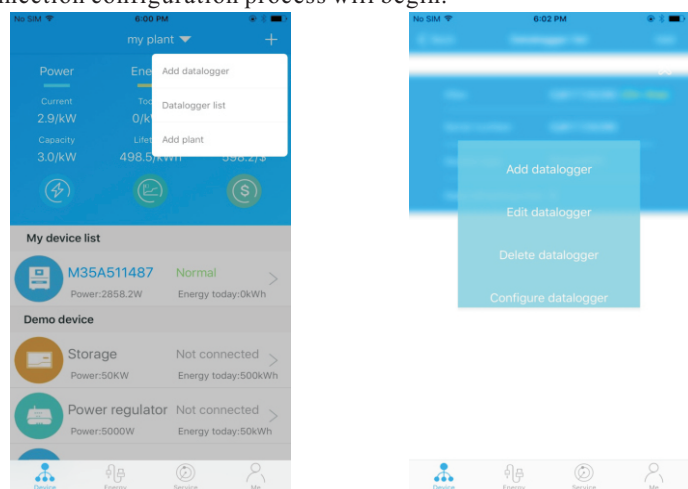 nnection configuration process will begin.
No SIM 6:00 PM
my plant
Power Ene
Add datalogger
Datalogger list
Add plant
Current
2.9/kW 0/k
Capacity Lifet
3.0/kW 498.5/kWh 598.2/$
My device list
M35A511487 Normal
Power:2858.2W Energy today:0kWh
Demo device
Storage Not connected
Power:50KW Energy today:500kWh
Power regulator Not connected
Power:5000W Energy today:50kWh
Device Energy Service Me
No SIM 6:02 PM
Add datalogger
Edit datalogger
Delete datalogger
Configure datalogger
Device Energy Service Me